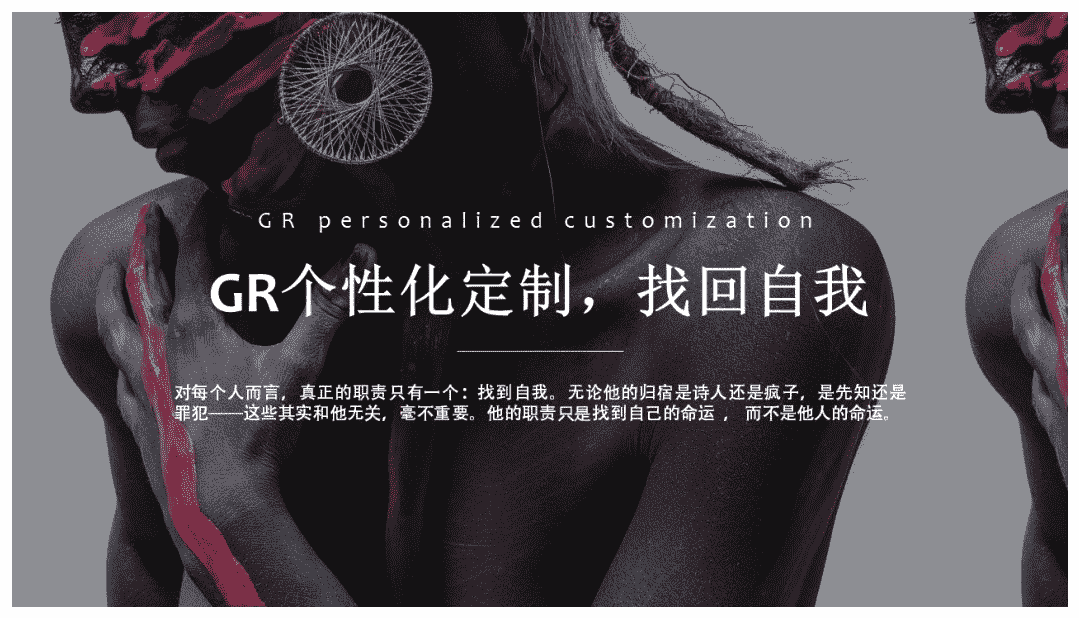 GR personalized customization
GR个性化定制，找回自我
对每个人而言，真正的职责只有一个：找到自我。无论他的归宿是诗人还是疯子，是先知还是
罪犯——这些其实和他无关，毫不重要。他的职责只是找到自己的命运 ， 而不是他人的命运。